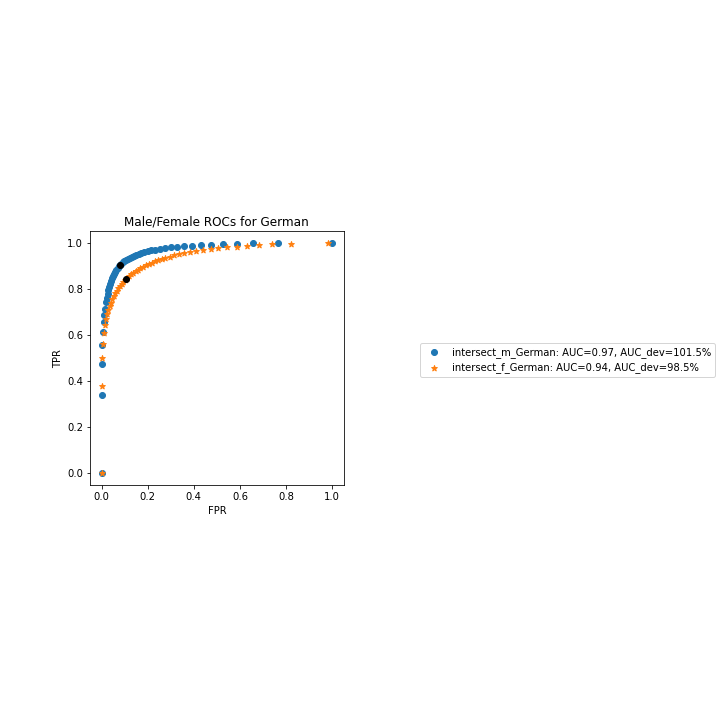 Male/Female ROCs for German
1.0
0.8
0.6
0.4
0.2
0.0
TPR
0.0 0.2 0.4 0.6 0.8 1.0
FPR
intersect_m_German: AUC=0.97, AUC_dev=101.5%
intersect_f_German: AUC=0.94, AUC_dev=98.5%